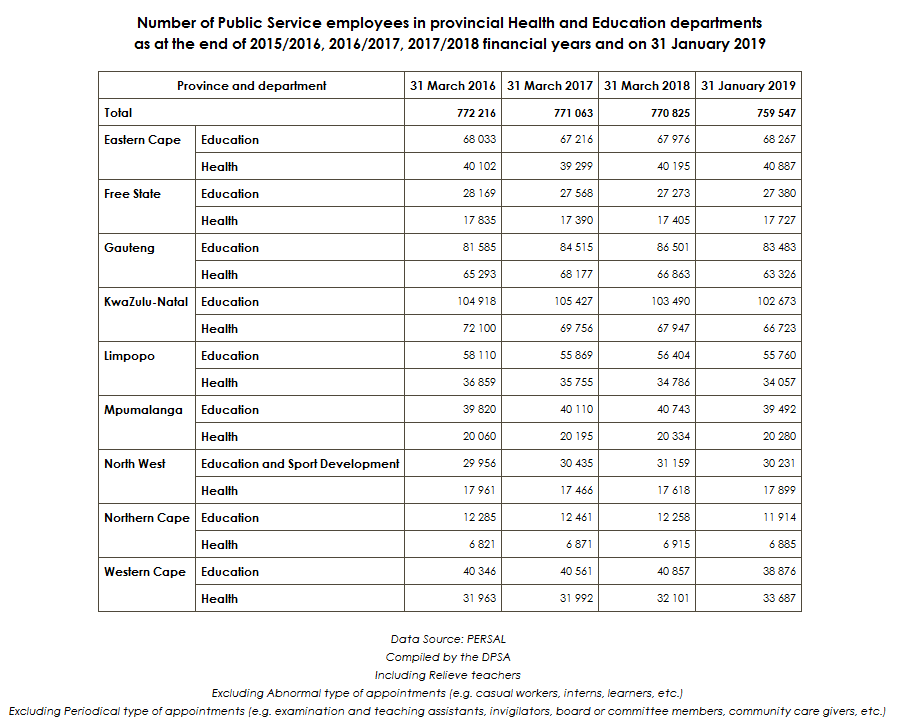 Number of Public Service employees in provincial Health and Education departments
as at the end of 2015/2016, 2016/2017, 2017/2018 financial years and on 31 January 2019
Province and department 31 March 2016 31 March 2017 31 March 2018 31 January 2019
Total 772 216 771 063 770 825 759 547
Eastern Cape Education 68 033 67 216 67 976 68 267
Health 40 102 39 299 40 195 40 887
Free State Education 28 169 27 568 27 273 27 380
Health 17 835 17 390 17 405 17 727
Gauteng Education 81 585 84 515 86 501 83 483
Health 65 293 68 177 66 863 63 326
KwaZulu-Natal Education 104 918 105 427 103 490 102 673
Health 72 100 69 756 67 947 66 723
Limpopo Education 58 110 55 869 56 404 55 760
Health 36 859 35 755 34 786 34 057
Mpumalanga Education 39 820 40 110 40 743 39 492
Health 20 060 20 195 20 334 20 280
North West Education and Sport Development 29 956 30 435 31 159 30 231
Health 17 961 17 466 17 618 17 899
Northern Cape Education 12 285 12 461 12 258 11 914
Health 6 821 6 871 6 915 6 885
Western Cape Education 40 346 40 561 40 857 38 876
Health 31 963 31 992 32 101 33 687
Data Source: PERSAL
Compiled by the DPSA
Including Relieve teachers
Excluding Abnormal type of appointments (e.g. casual workers, interns, learners, etc.)
Excluding Periodical type of appointments (e.g. examination and teaching assistants, invigilators, board or committee members, community care givers, etc.)